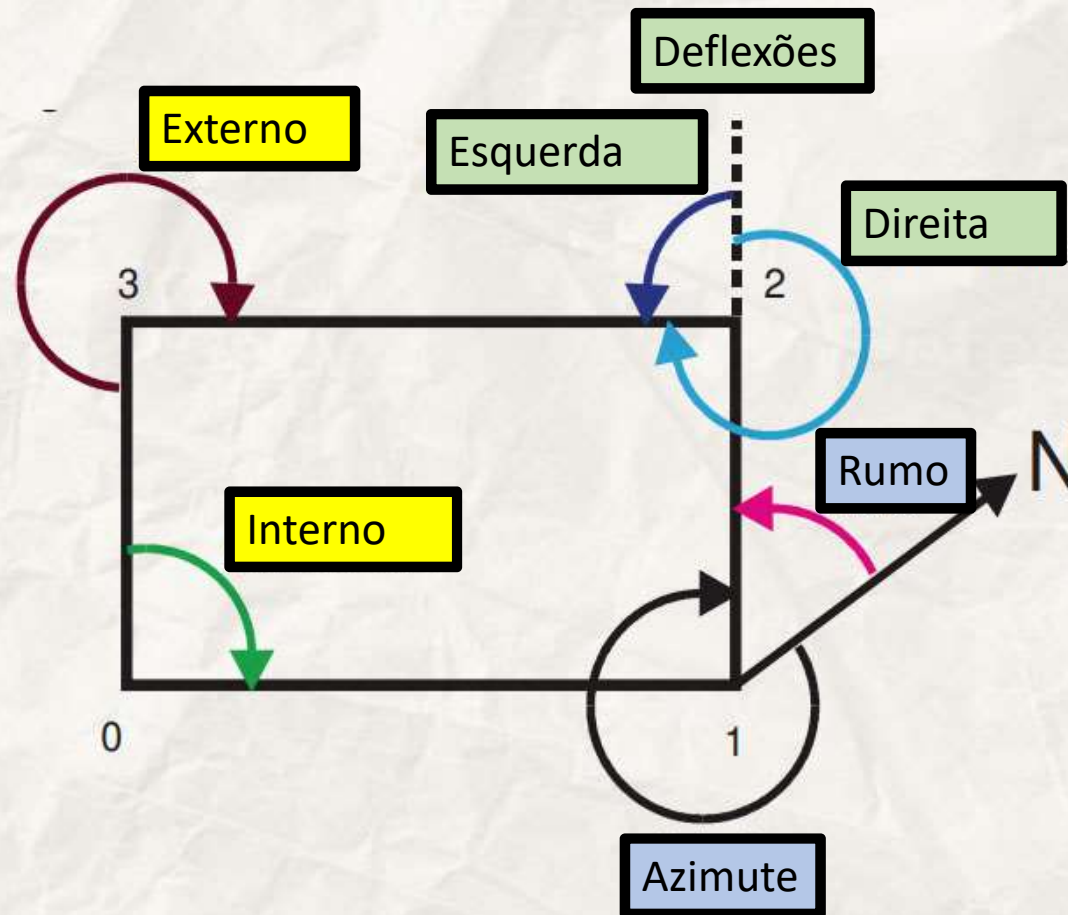 Deflexões
Externo
Esquerda
Direita
3
2
Rumo
N
Interno
0
1
Azimute